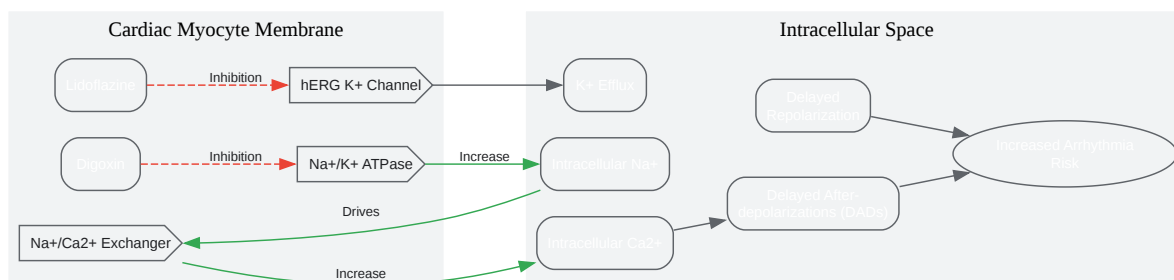 Cardiac Myocyte Membrane
Intracellular Space
Lidoflazine
Inhibition
hERG K+ Channel
K+ Efflux
Delayed
Repolarization
Digoxin
Inhibition
Na+/K+ ATPase
Increase
Intracellular Na+
Increased Arrhythmia
Risk
Delayed After-
depolarizations (DADs)
Drives
Na+/Ca2+ Exchanger
Intracellular Ca2+
Increase